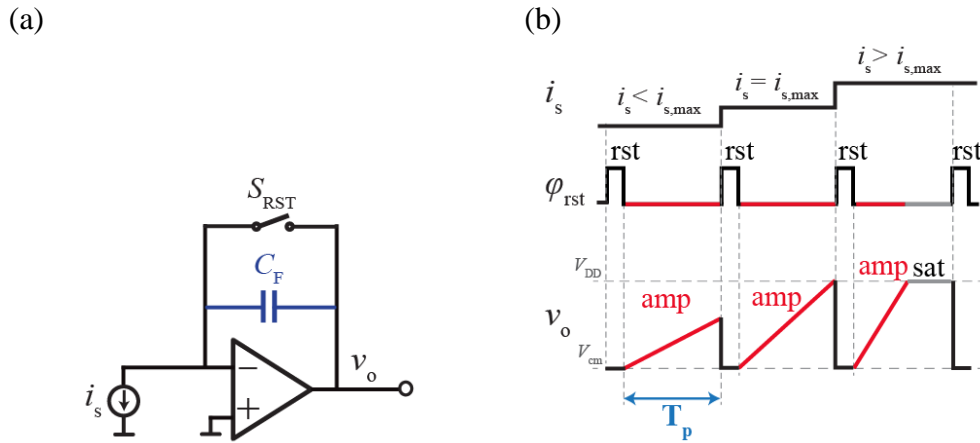 (a)
S_RST
C_F
−
+
i_s
v_o
(b)
i_s
i_s < i_s,max
i_s = i_s,max
i_s > i_s,max
φ_rst
rst
rst
rst
rst
V_DD
v_o
V_cm
amp
amp
amp
sat
T_p